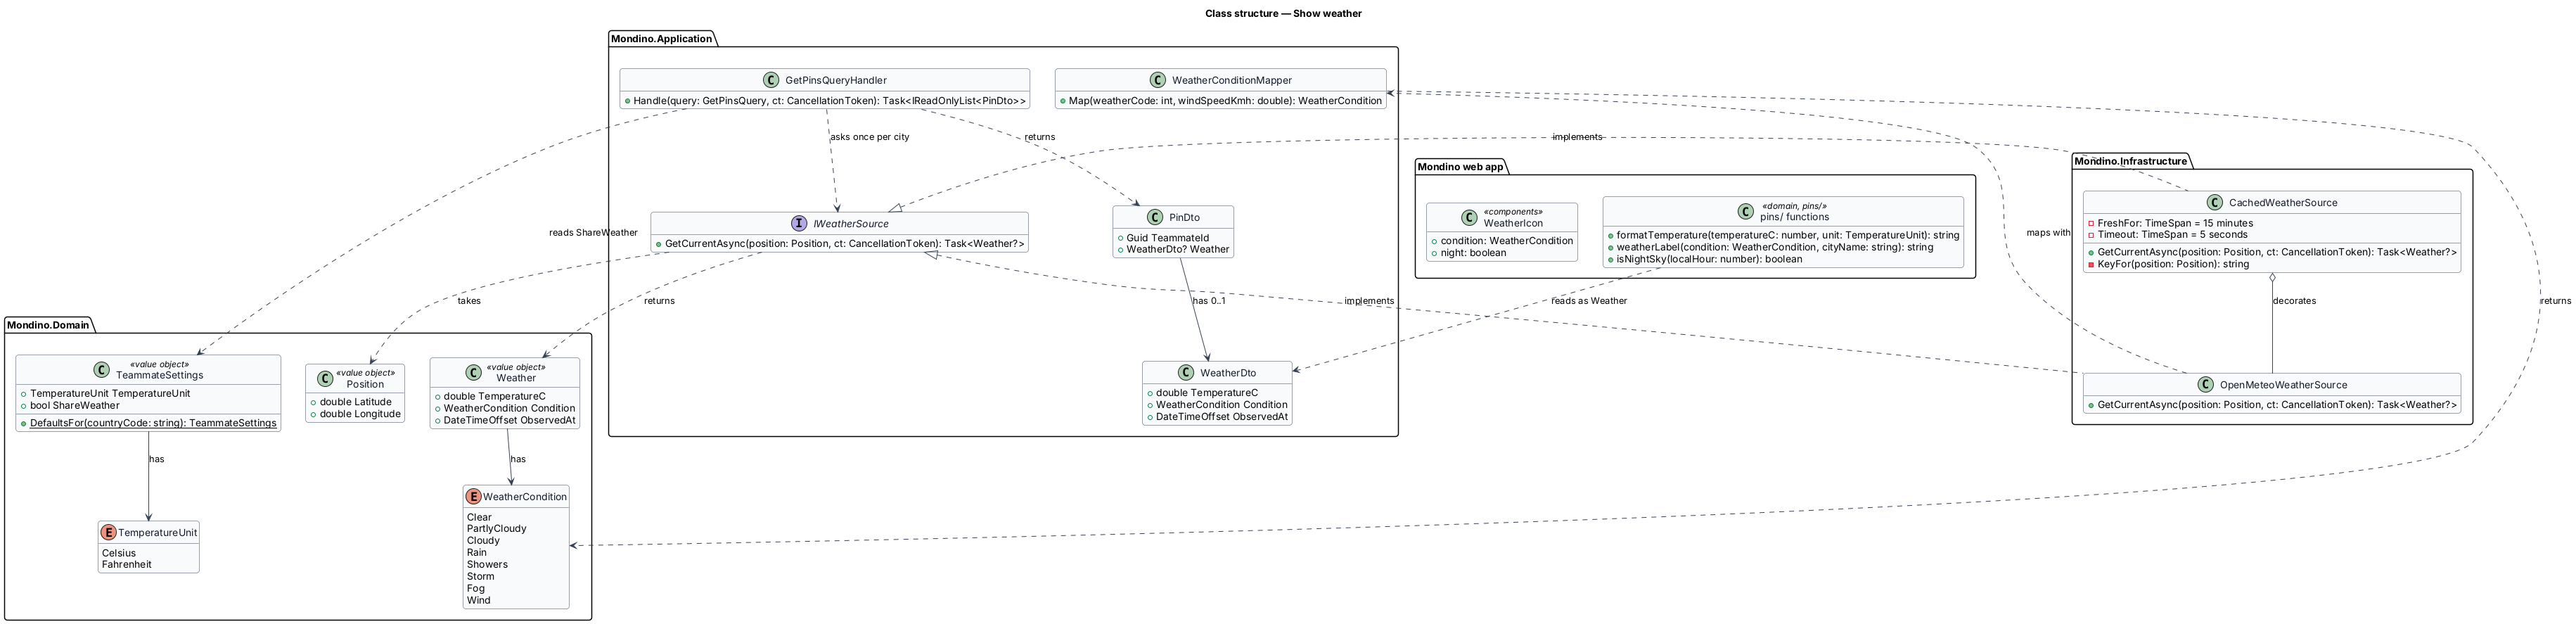 Class structure — Show weather
Mondino.Application
GetPinsQueryHandler
Handle(query: GetPinsQuery, ct: CancellationToken): Task<IReadOnlyList<PinDto>>
WeatherConditionMapper
Map(weatherCode: int, windSpeedKmh: double): WeatherCondition
asks once per city
returns
implements
Mondino web app
«components»
WeatherIcon
condition: WeatherCondition
night: boolean
«domain, pins/»
pins/ functions
formatTemperature(temperatureC: number, unit: TemperatureUnit): string
weatherLabel(condition: WeatherCondition, cityName: string): string
isNightSky(localHour: number): boolean
Mondino.Infrastructure
CachedWeatherSource
FreshFor: TimeSpan = 15 minutes
Timeout: TimeSpan = 5 seconds
GetCurrentAsync(position: Position, ct: CancellationToken): Task<Weather?>
KeyFor(position: Position): string
IWeatherSource
GetCurrentAsync(position: Position, ct: CancellationToken): Task<Weather?>
PinDto
Guid TeammateId
WeatherDto? Weather
reads ShareWeather
maps with
takes
returns
has 0..1
implements
reads as Weather
decorates
returns
Mondino.Domain
«value object»
TeammateSettings
TemperatureUnit TemperatureUnit
bool ShareWeather
DefaultsFor(countryCode: string): TeammateSettings
«value object»
Position
double Latitude
double Longitude
«value object»
Weather
double TemperatureC
WeatherCondition Condition
DateTimeOffset ObservedAt
WeatherDto
double TemperatureC
WeatherCondition Condition
DateTimeOffset ObservedAt
OpenMeteoWeatherSource
GetCurrentAsync(position: Position, ct: CancellationToken): Task<Weather?>
has
has
TemperatureUnit
Celsius
Fahrenheit
WeatherCondition
Clear
PartlyCloudy
Cloudy
Rain
Showers
Storm
Fog
Wind